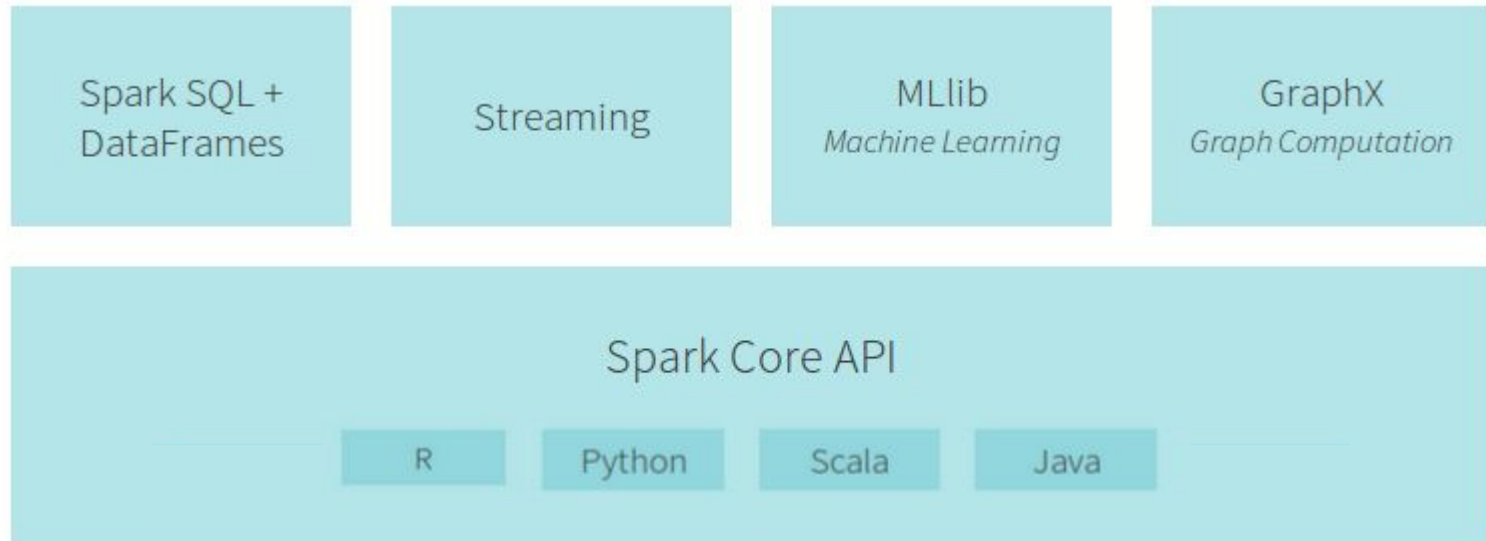 Spark SQL +
DataFrames
Streaming
MLlib
Machine Learning
GraphX
Graph Computation
Spark Core API
R
Python
Scala
Java